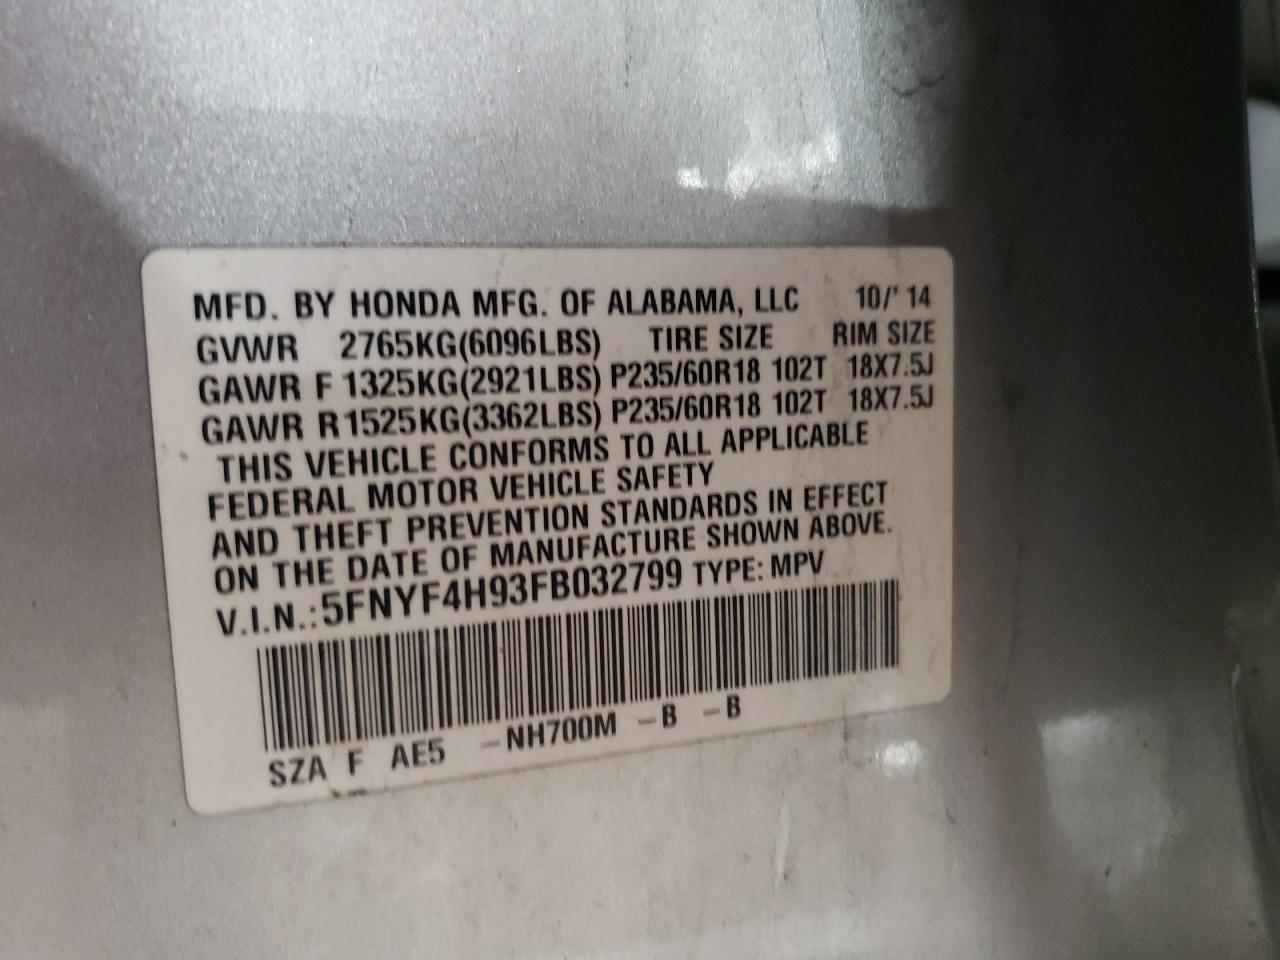 MFD. BY HONDA MFG. OF ALABAMA, LLC 10/' 14
GVWR 2765KG(6096LBS) TIRE SIZE RIM SIZE
GAWR F 1325KG(2921LBS) P235/60R18 102T 18X7.5J
GAWR R1525KG(3362LBS) P235/60R18 102T 18X7.5J
THIS VEHICLE CONFORMS TO ALL APPLICABLE
FEDERAL MOTOR VEHICLE SAFETY
AND THEFT PREVENTION STANDARDS IN EFFECT
ON THE DATE OF MANUFACTURE SHOWN ABOVE.
V.I.N.:5FNYF4H93FB032799 TYPE: MPV
SZA F AE5 -NH700M -B -B